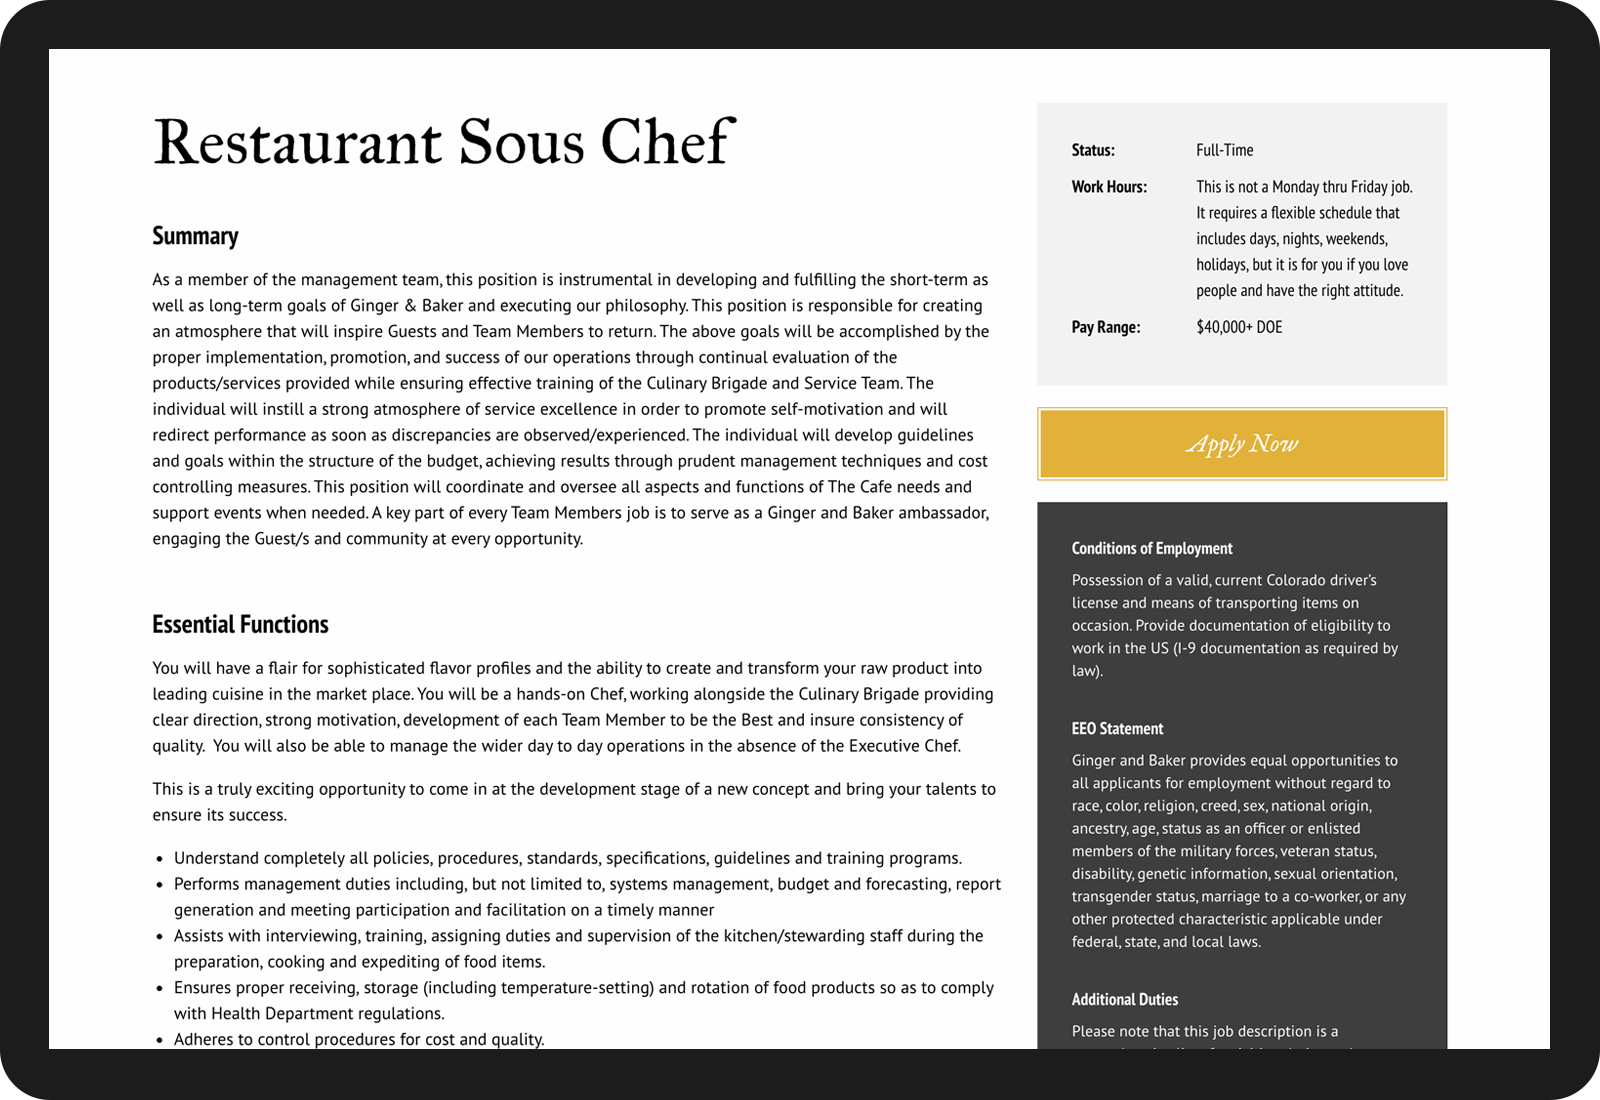 Restaurant Sous Chef
Summary
As a member of the management team, this position is instrumental in developing and fulfilling the short-term as
well as long-term goals of Ginger & Baker and executing our philosophy. This position is responsible for creating
an atmosphere that will inspire Guests and Team Members to return. The above goals will be accomplished by the
proper implementation, promotion, and success of our operations through continual evaluation of the
products/services provided while ensuring effective training of the Culinary Brigade and Service Team. The
individual will instill a strong atmosphere of service excellence in order to promote self-motivation and will
redirect performance as soon as discrepancies are observed/experienced. The individual will develop guidelines
and goals within the structure of the budget, achieving results through prudent management techniques and cost
controlling measures. This position will coordinate and oversee all aspects and functions of The Cafe needs and
support events when needed. A key part of every Team Members job is to serve as a Ginger and Baker ambassador,
engaging the Guest/s and community at every opportunity.
Essential Functions
You will have a flair for sophisticated flavor profiles and the ability to create and transform your raw product into
leading cuisine in the market place. You will be a hands-on Chef, working alongside the Culinary Brigade providing
clear direction, strong motivation, development of each Team Member to be the Best and insure consistency of
quality.  You will also be able to manage the wider day to day operations in the absence of the Executive Chef.
This is a truly exciting opportunity to come in at the development stage of a new concept and bring your talents to
ensure its success.
• Understand completely all policies, procedures, standards, specifications, guidelines and training programs.
• Performs management duties including, but not limited to, systems management, budget and forecasting, report
generation and meeting participation and facilitation on a timely manner
• Assists with interviewing, training, assigning duties and supervision of the kitchen/stewarding staff during the
preparation, cooking and expediting of food items.
• Ensures proper receiving, storage (including temperature-setting) and rotation of food products so as to comply
with Health Department regulations.
• Adheres to control procedures for cost and quality.
Status: Full-Time
Work Hours: This is not a Monday thru Friday job.
It requires a flexible schedule that
includes days, nights, weekends,
holidays, but it is for you if you love
people and have the right attitude.
Pay Range: $40,000+ DOE
Apply Now
Conditions of Employment
Possession of a valid, current Colorado driver's
license and means of transporting items on
occasion. Provide documentation of eligibility to
work in the US (I-9 documentation as required by
law).
EEO Statement
Ginger and Baker provides equal opportunities to
all applicants for employment without regard to
race, color, religion, creed, sex, national origin,
ancestry, age, status as an officer or enlisted
members of the military forces, veteran status,
disability, genetic information, sexual orientation,
transgender status, marriage to a co-worker, or any
other protected characteristic applicable under
federal, state, and local laws.
Additional Duties
Please note that this job description is a